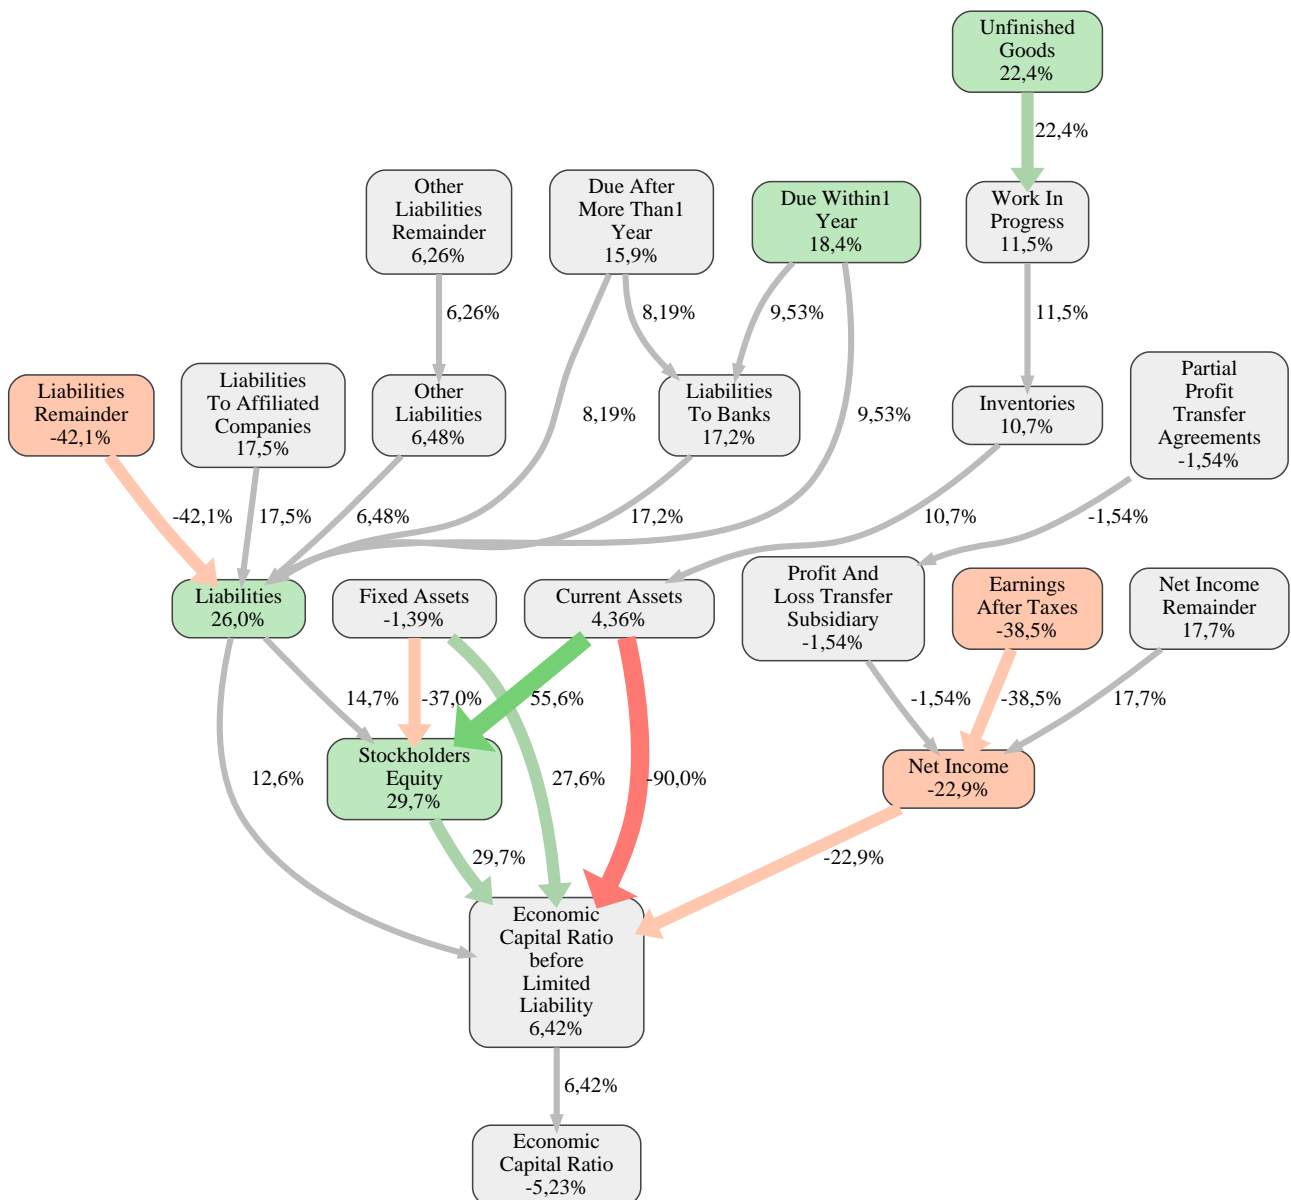 Unfinished
Goods
22,4%
22,4%
Other
Liabilities
Remainder
6,26%
Due After
More Than1
Year
15,9%
Due Within1
Year
18,4%
Work In
Progress
11,5%
6,26%
8,19%
9,53%
11,5%
Liabilities
Remainder
-42,1%
Liabilities
To Affiliated
Companies
17,5%
Other
Liabilities
6,48%
8,19%
Liabilities
To Banks
17,2%
9,53%
Inventories
10,7%
Partial
Profit
Transfer
Agreements
-1,54%
-42,1%
17,5%
6,48%
17,2%
10,7%
-1,54%
Liabilities
26,0%
Fixed Assets
-1,39%
Current Assets
4,36%
Profit And
Loss Transfer
Subsidiary
-1,54%
Earnings
After Taxes
-38,5%
Net Income
Remainder
17,7%
14,7%
-37,0%
55,6%
-1,54%
-38,5%
17,7%
12,6%
Stockholders
Equity
29,7%
27,6%
-90,0%
Net Income
-22,9%
29,7%
-22,9%
Economic
Capital Ratio
before
Limited
Liability
6,42%
6,42%
Economic
Capital Ratio
-5,23%